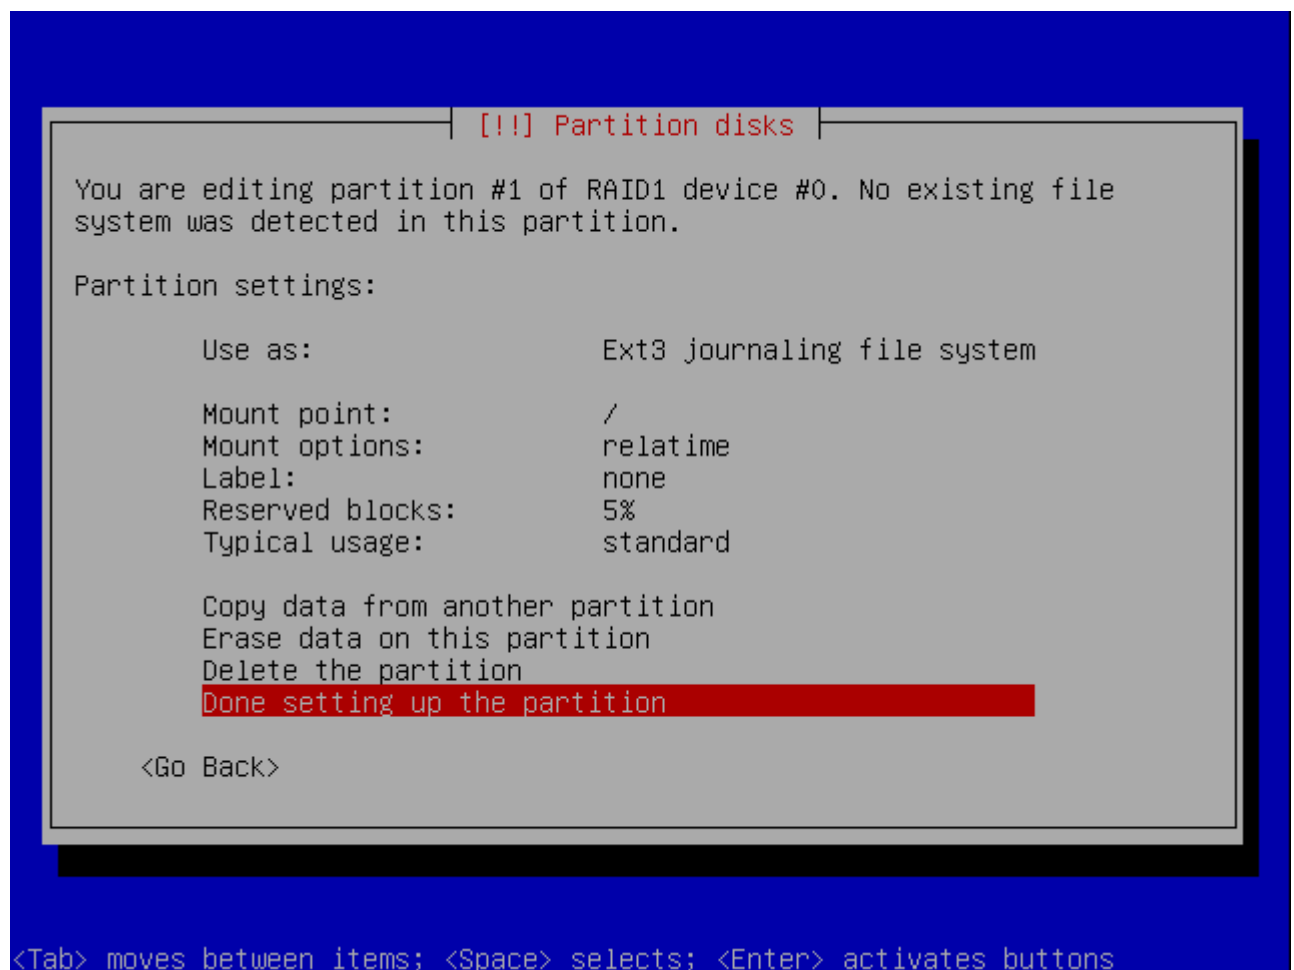 [!!] Partition disks
You are editing partition #1 of RAID1 device #0. No existing file
system was detected in this partition.
Partition settings:
Use as: Ext3 journaling file system
Mount point: /
Mount options: relatime
Label: none
Reserved blocks: 5%
Typical usage: standard
Copy data from another partition
Erase data on this partition
Delete the partition
Done setting up the partition
<Go Back>
<Tab> moves between items; <Space> selects; <Enter> activates buttons